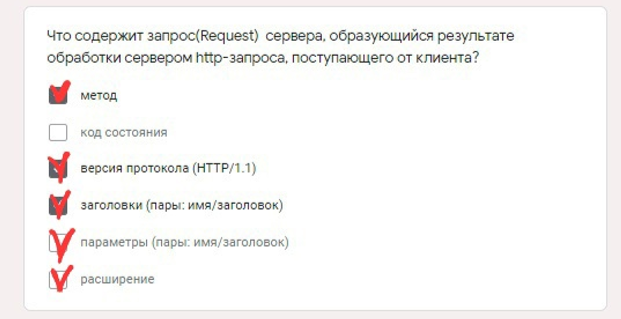 Что содержит запрос(Request) сервера, образующийся результате
обработки сервером http-запроса, поступающего от клиента?
метод
код состояния
версия протокола (HTTP/1.1)
заголовки (пары: имя/заголовок)
параметры (пары: имя/заголовок)
расширение